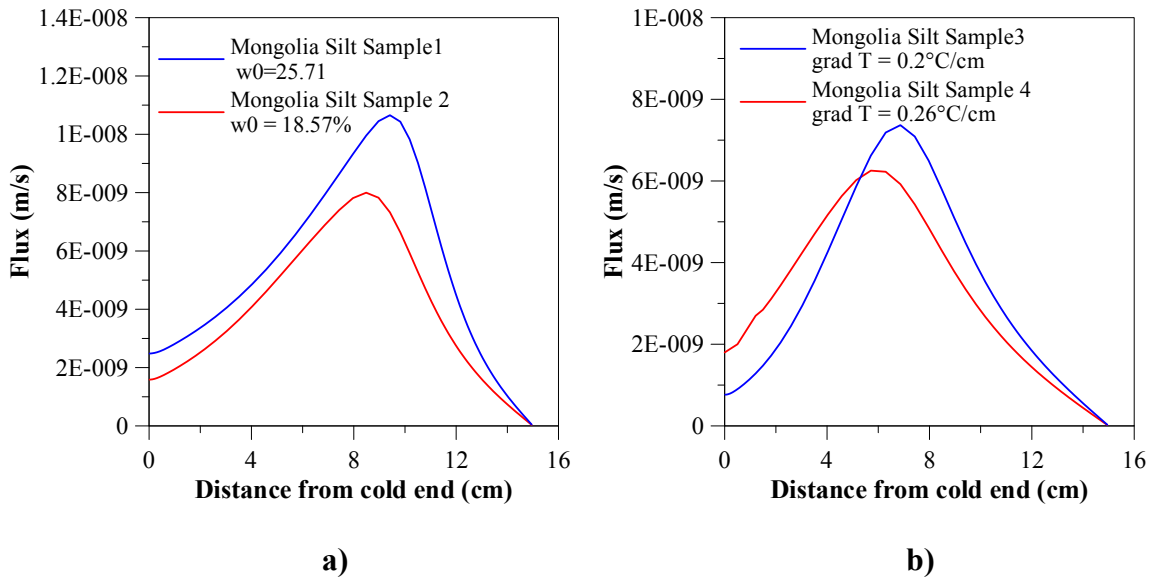 1.4E-008
1.2E-008
1E-008
8E-009
6E-009
4E-009
2E-009
0
Flux (m/s)
Mongolia Silt Sample1
w0=25.71
Mongolia Silt Sample 2
w0 = 18.57%
0 4 8 12 16
Distance from cold end (cm)
a)
1E-008
8E-009
6E-009
4E-009
2E-009
0
Flux (m/s)
Mongolia Silt Sample3
grad T = 0.2°C/cm
Mongolia Silt Sample 4
grad T = 0.26°C/cm
0 4 8 12 16
Distance from cold end (cm)
b)